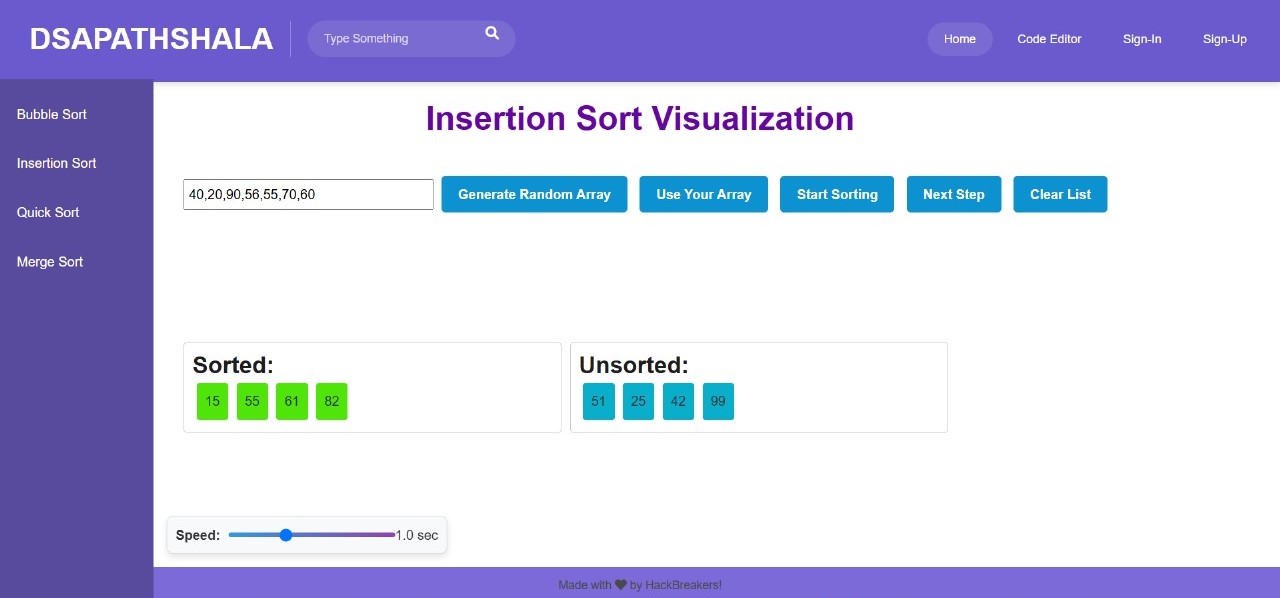 DSAPATHSHALA Type Something Home Code Editor Sign-In Sign-Up
Bubble Sort
Insertion Sort
Quick Sort
Merge Sort
Insertion Sort Visualization
40,20,90,56,55,70,60 Generate Random Array Use Your Array Start Sorting Next Step Clear List
Sorted:
15 55 61 82
Unsorted:
51 25 42 99
Speed: 1.0 sec
Made with ♥ by HackBreakers!